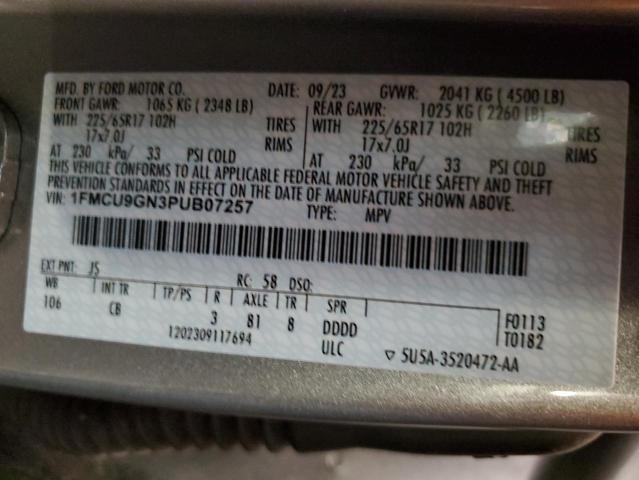 MFD. BY FORD MOTOR CO. DATE: 09/23 GVWR: 2041 KG ( 4500 LB)
FRONT GAWR: 1065 KG ( 2348 LB) REAR GAWR: 1025 KG ( 2260 LB)
WITH 225/65R17 102H TIRES WITH 225/65R17 102H TIRES
17x7.0J RIMS 17x7.0J RIMS
AT 230 kPa/ 33 PSI COLD AT 230 kPa/ 33 PSI COLD
THIS VEHICLE CONFORMS TO ALL APPLICABLE FEDERAL MOTOR VEHICLE SAFETY AND THEFT
PREVENTION STANDARDS IN EFFECT ON THE DATE OF MANUFACTURE SHOWN ABOVE.
VIN: 1FMCU9GN3PUB07257 TYPE: MPV
EXT PNT: J5 RC: 58 DSO:
WB INT TR TP/PS R AXLE TR SPR
106 CB 3 81 8 DDDD F0113
1202309117694 ULC T0182
▽ 5U5A-3520472-AA